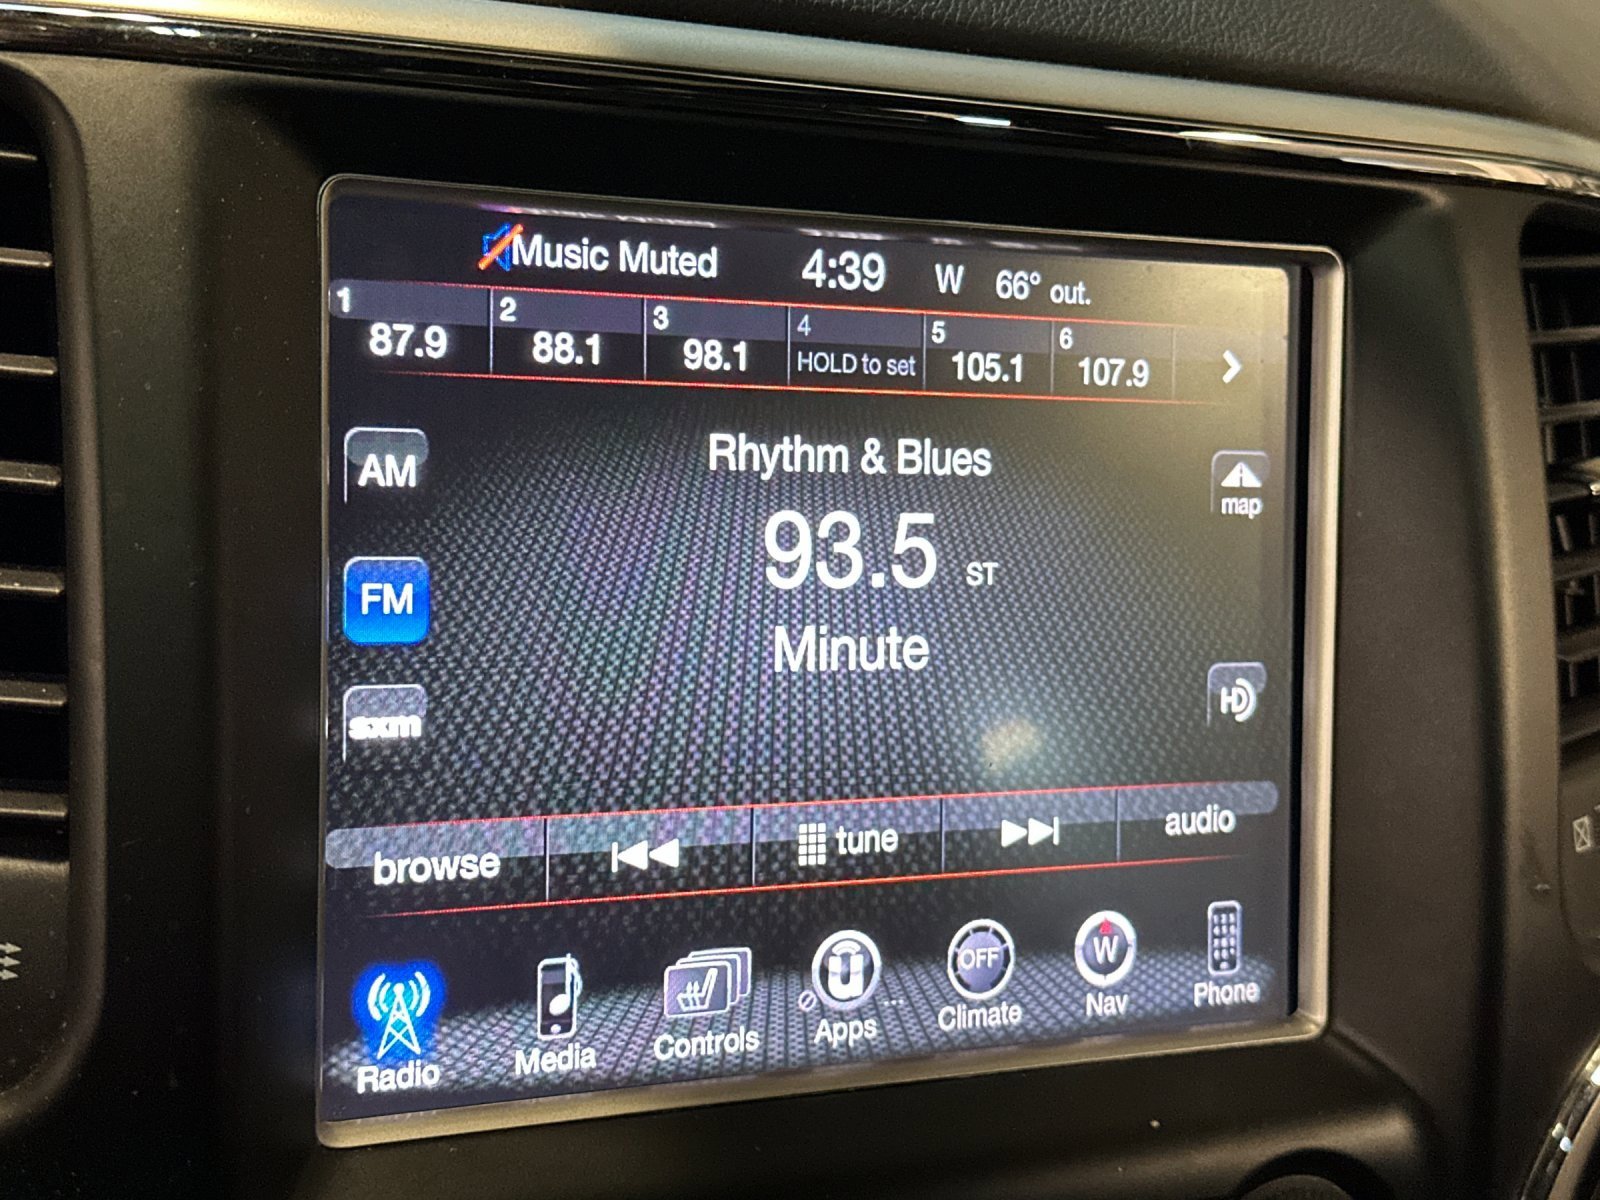 Music Muted 4:39 W 66° out.
1 2 3 4 5 6
87.9 88.1 98.1 HOLD to set 105.1 107.9
Rhythm & Blues
AM
map
93.5 ST
FM
Minute
sxm
HD
browse tune audio
OFF W
Radio Media Controls Apps Climate Nav Phone